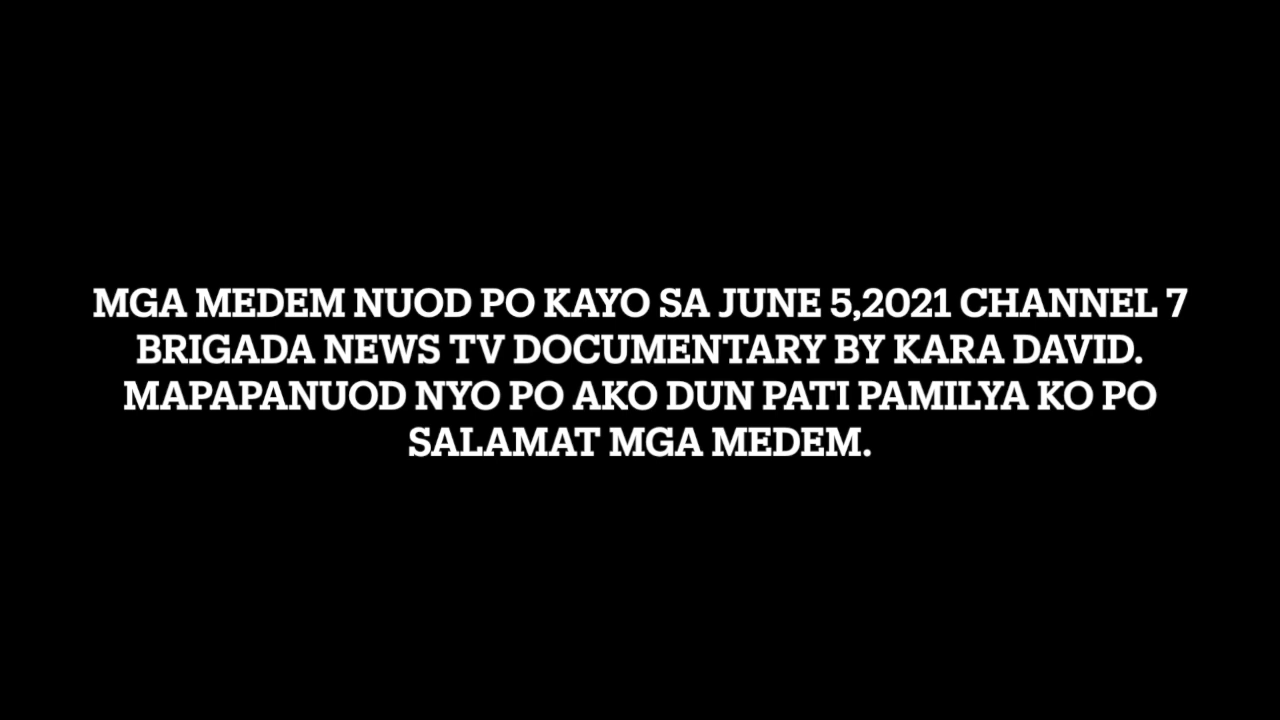 MGA MEDEM NUOD PO KAYO SA JUNE 5,2021 CHANNEL 7
BRIGADA NEWS TV DOCUMENTARY BY KARA DAVID.
MAPAPANUOD NYO PO AKO DUN PATI PAMILYA KO PO
SALAMAT MGA MEDEM.